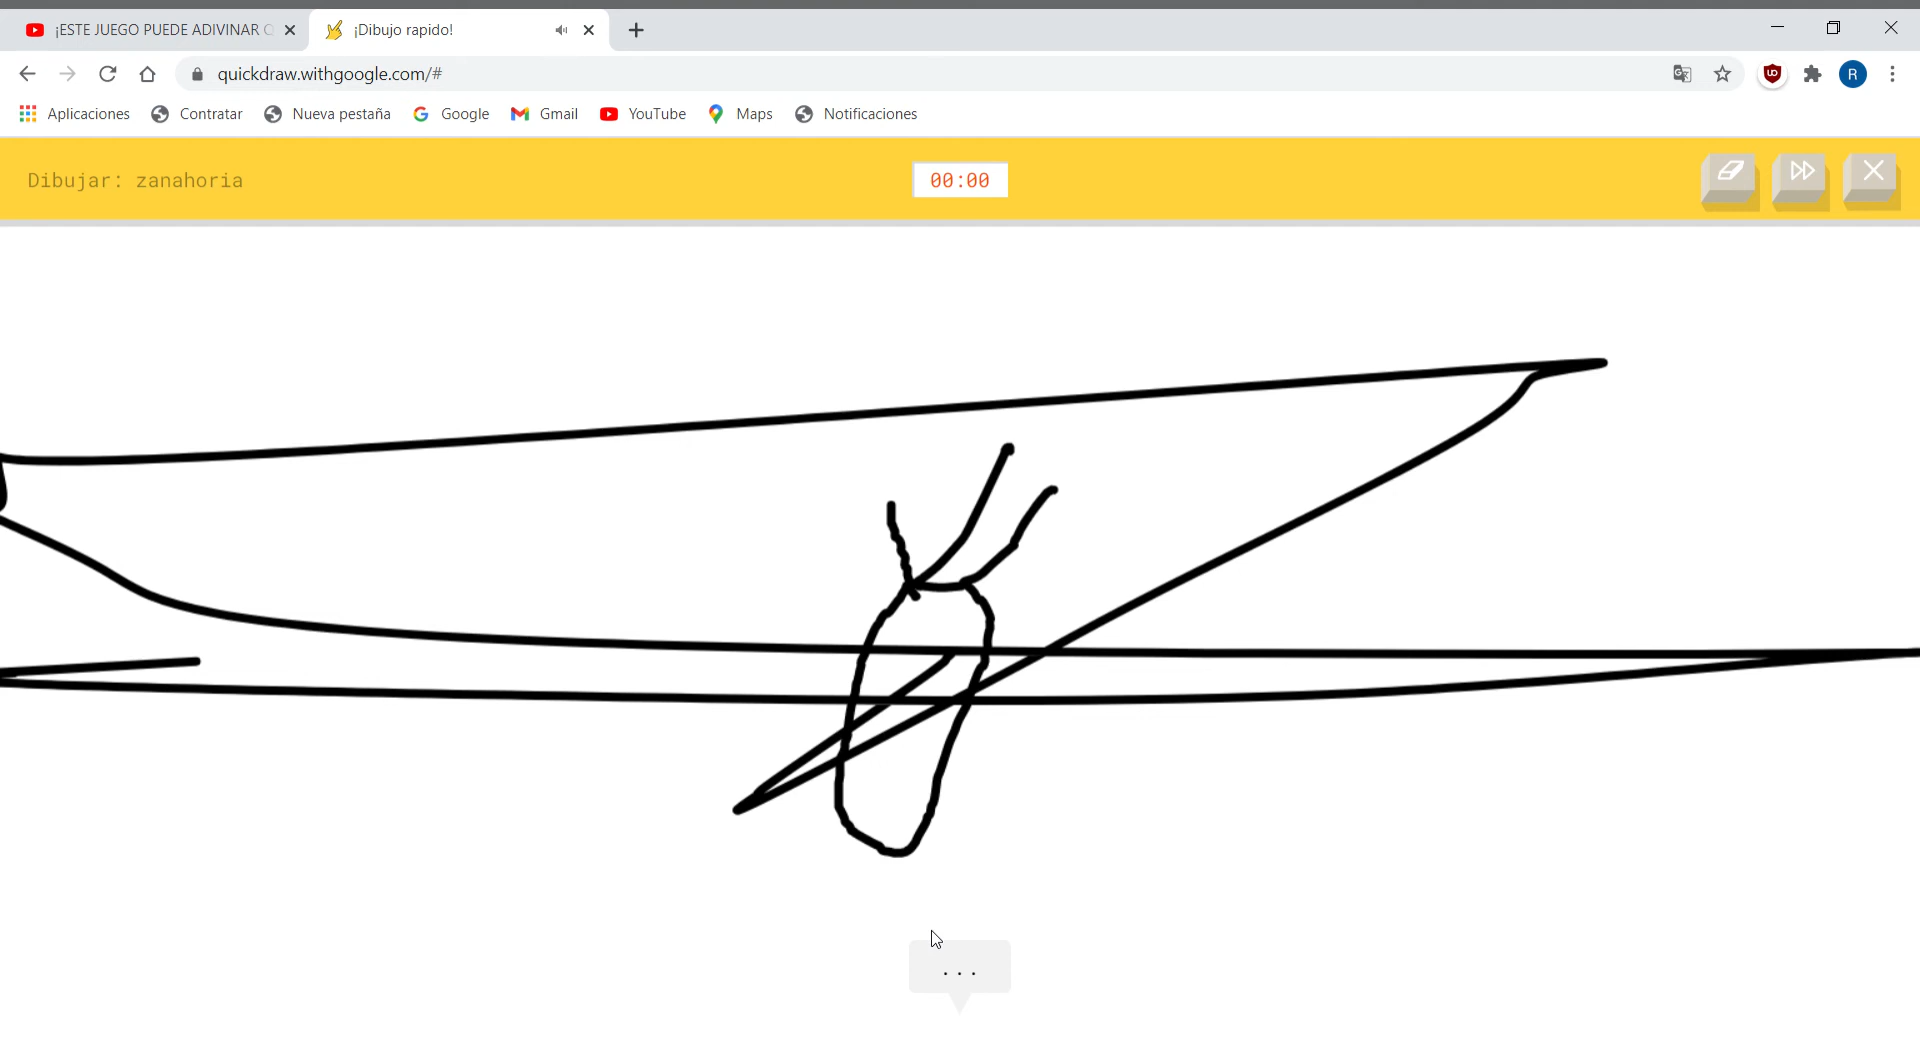 ¡ESTE JUEGO PUEDE ADIVINAR
¡Dibujo rapido!
quickdraw.withgoogle.com/#
R
Aplicaciones
Contratar
Nueva pestaña
Google
Gmail
YouTube
Maps
Notificaciones
Dibujar: zanahoria
00:00
...